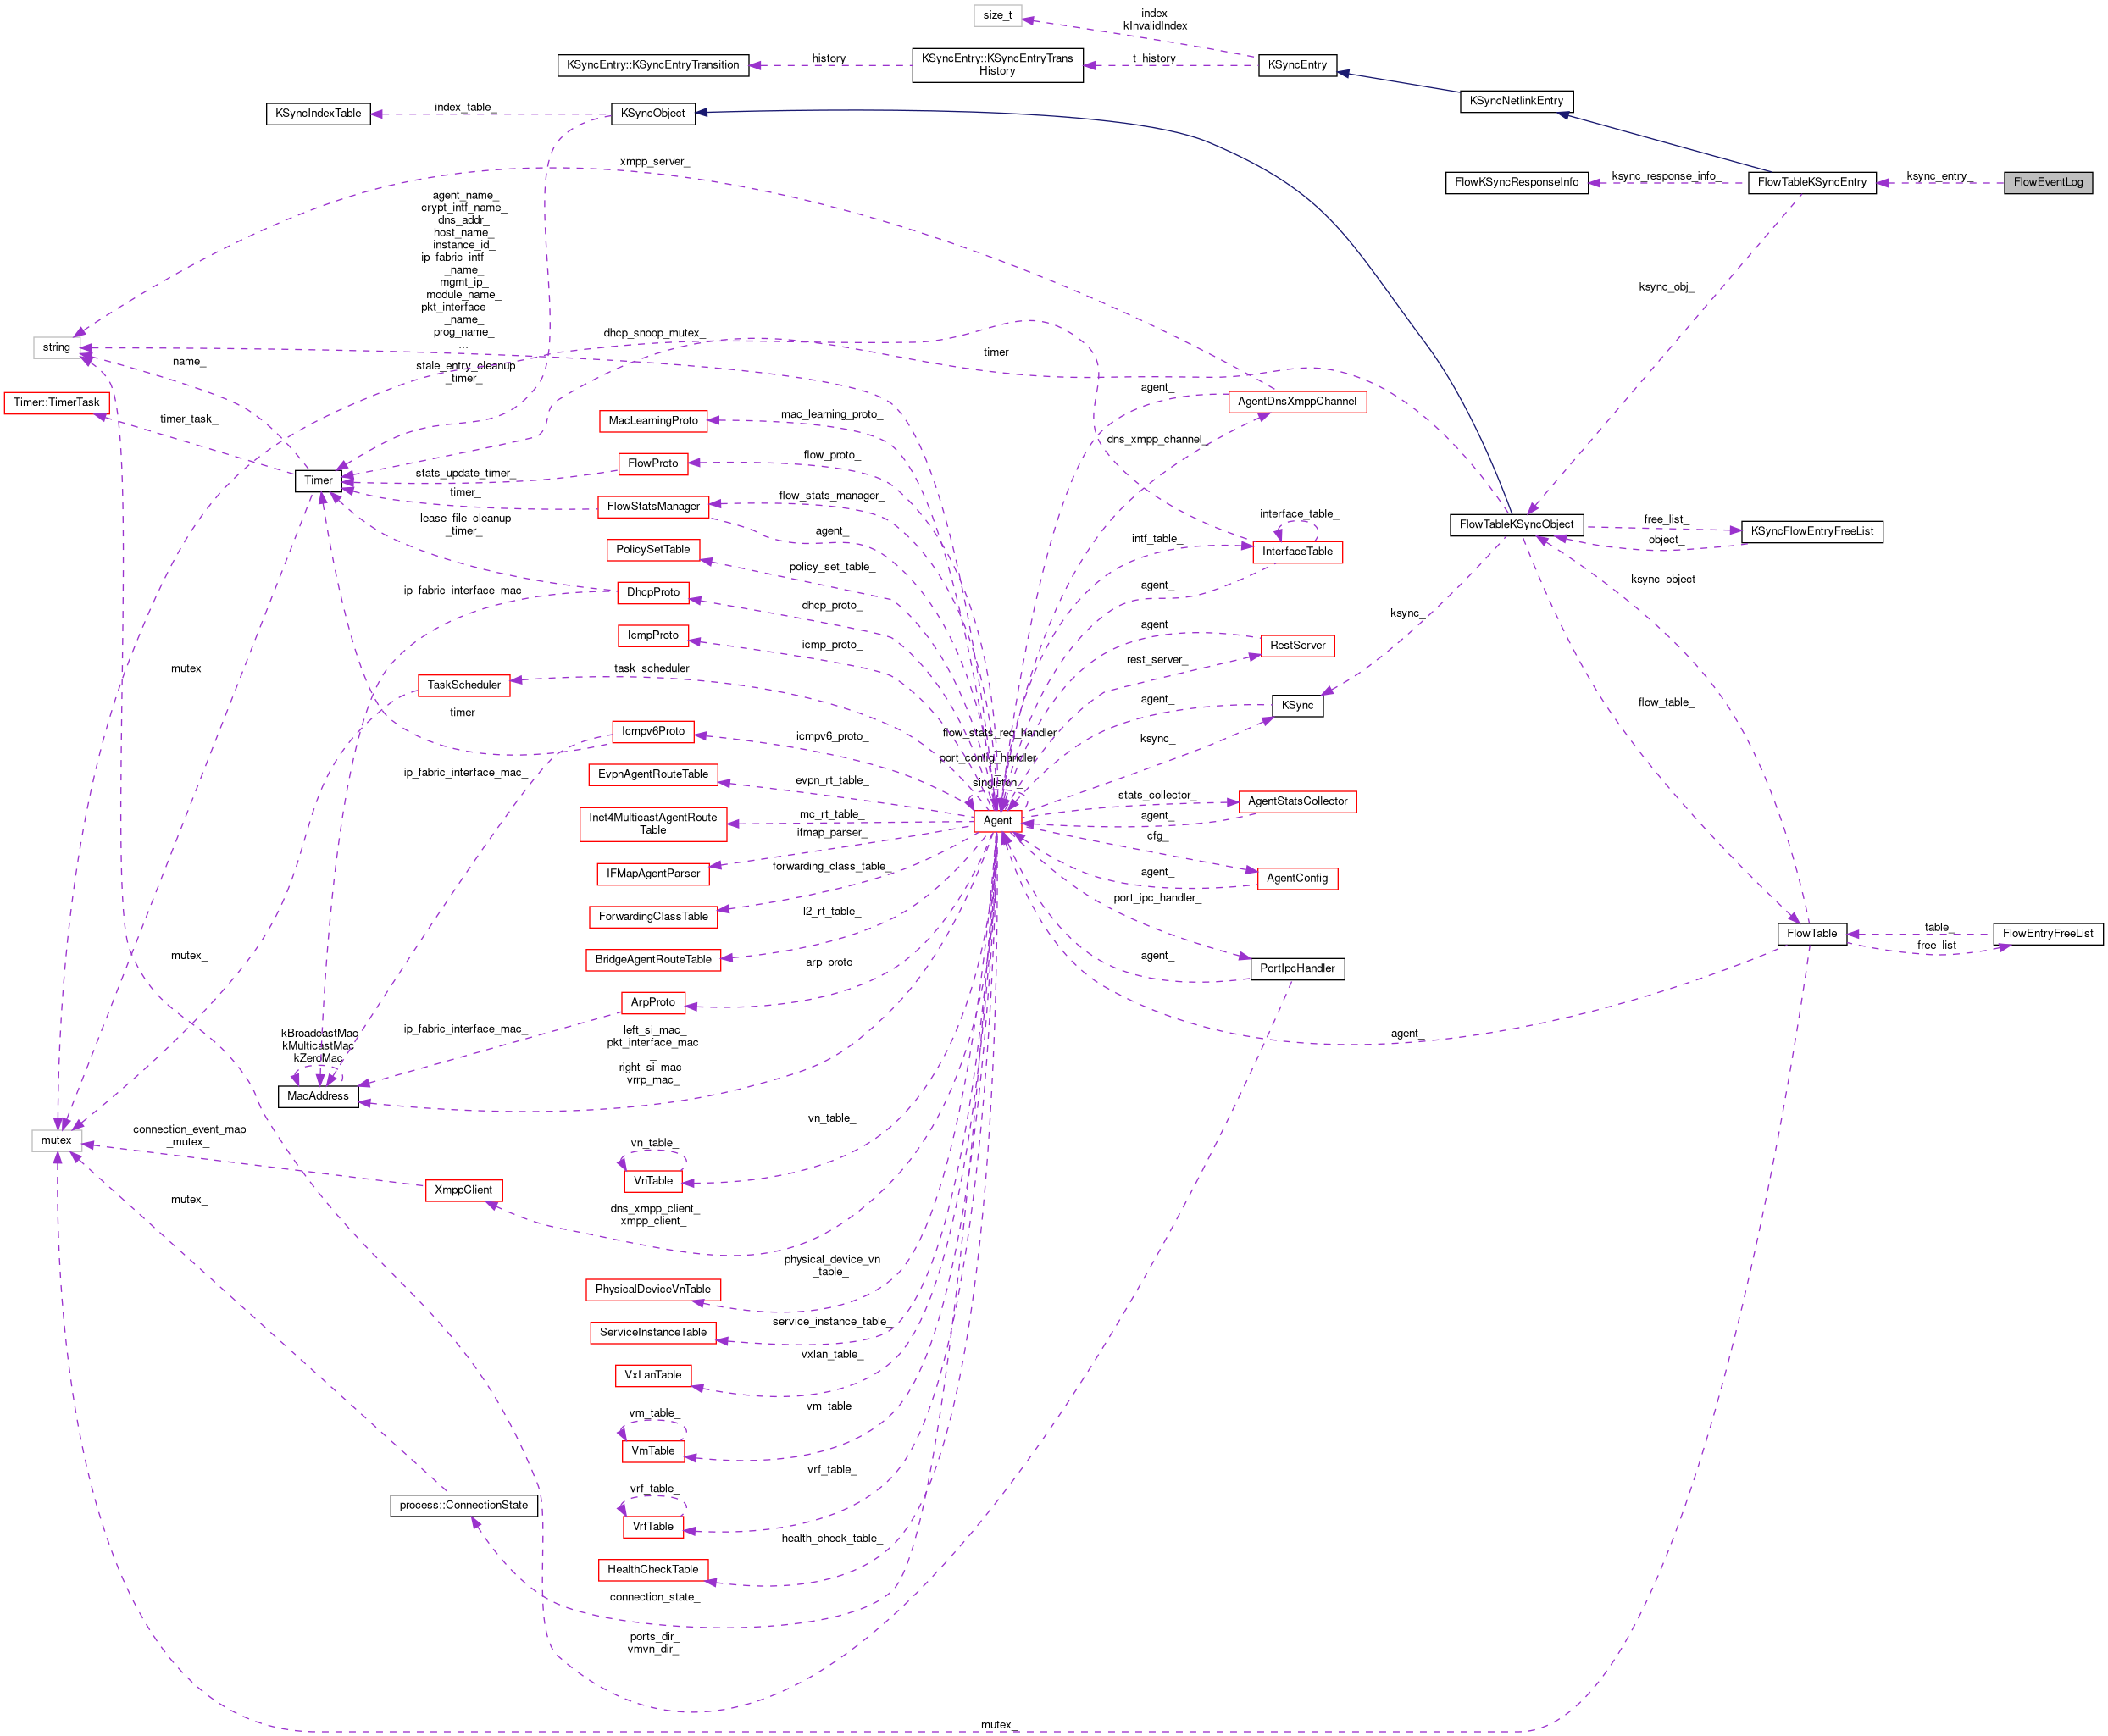 size_t
index_
kInvalidIndex
KSyncEntry::KSyncEntryTransition
history_
KSyncEntry::KSyncEntryTrans
History
t_history_
KSyncEntry
KSyncNetlinkEntry
KSyncIndexTable
index_table_
KSyncObject
xmpp_server_
FlowKSyncResponseInfo
ksync_response_info_
FlowTableKSyncEntry
ksync_entry_
FlowEventLog
agent_name_
crypt_intf_name_
dns_addr_
host_name_
instance_id_
ip_fabric_intf
_name_
mgmt_ip_
module_name_
pkt_interface
_name_
prog_name_
...
ksync_obj_
string
name_
dhcp_snoop_mutex_
timer_
stale_entry_cleanup
_timer_
Timer::TimerTask
timer_task_
agent_
AgentDnsXmppChannel
MacLearningProto
mac_learning_proto_
dns_xmpp_channel_
Timer
stats_update_timer_
FlowProto
flow_proto_
timer_
FlowStatsManager
flow_stats_manager_
interface_table_
lease_file_cleanup
_timer_
agent_
intf_table_
InterfaceTable
FlowTableKSyncObject
free_list_
object_
KSyncFlowEntryFreeList
PolicySetTable
policy_set_table_
agent_
ksync_object_
ip_fabric_interface_mac_
DhcpProto
dhcp_proto_
ksync_
IcmpProto
icmp_proto_
agent_
RestServer
mutex_
task_scheduler_
rest_server_
TaskScheduler
timer_
agent_
KSync
flow_table_
Icmpv6Proto
icmpv6_proto_
flow_stats_req_handler
_
port_config_handler
_
singleton_
ksync_
ip_fabric_interface_mac_
EvpnAgentRouteTable
evpn_rt_table_
stats_collector_
AgentStatsCollector
Inet4MulticastAgentRoute
Table
mc_rt_table_
Agent
agent_
ifmap_parser_
cfg_
IFMapAgentParser
forwarding_class_table_
agent_
AgentConfig
ForwardingClassTable
l2_rt_table_
port_ipc_handler_
FlowTable
table_
free_list_
FlowEntryFreeList
mutex_
BridgeAgentRouteTable
arp_proto_
agent_
PortIpcHandler
ArpProto
kBroadcastMac
kMulticastMac
kZeroMac
ip_fabric_interface_mac_
left_si_mac_
pkt_interface_mac
_
right_si_mac_
vrrp_mac_
agent_
MacAddress
mutex
connection_event_map
_mutex_
vn_table_
vn_table_
VnTable
XmppClient
mutex_
dns_xmpp_client_
xmpp_client_
physical_device_vn
_table_
PhysicalDeviceVnTable
ServiceInstanceTable
service_instance_table_
vxlan_table_
VxLanTable
vm_table_
vm_table_
VmTable
vrf_table_
vrf_table_
process::ConnectionState
VrfTable
health_check_table_
HealthCheckTable
connection_state_
ports_dir_
vmvn_dir_
mutex_